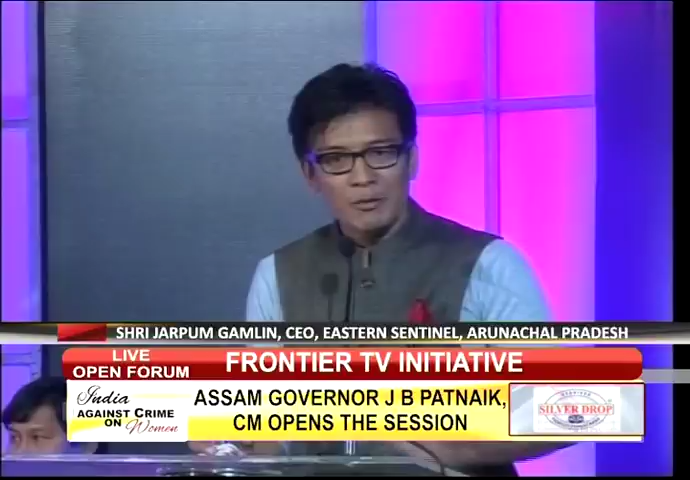 SHRI JARPUM GAMLIN, CEO, EASTERN SENTINEL, ARUNACHAL PRADESH
LIVE
OPEN FORUM
FRONTIER TV INITIATIVE
India
AGAINST CRIME
ON Women
ASSAM GOVERNOR J B PATNAIK,
CM OPENS THE SESSION
SILVER DROP